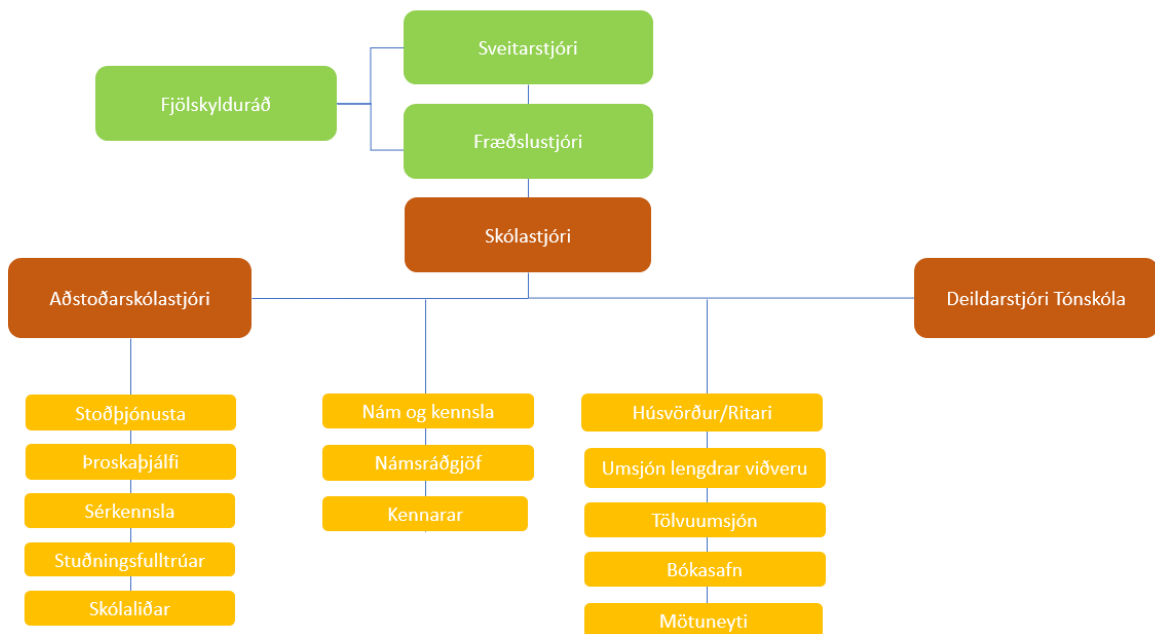 Sveitarstjóri
Fjölskylduráð
Fræðslustjóri
Skólastjóri
Aðstoðarskólastjóri
Deildarstjóri Tónskóla
Stoðþjónusta
Þroskaþjálfi
Sérkennsla
Stuðningsfulltrúar
Skólaliðar
Nám og kennsla
Námsráðgjöf
Kennarar
Húsvörður/Ritari
Umsjón lengdrar viðveru
Tölvuumsjón
Bókasafn
Mötuneyti